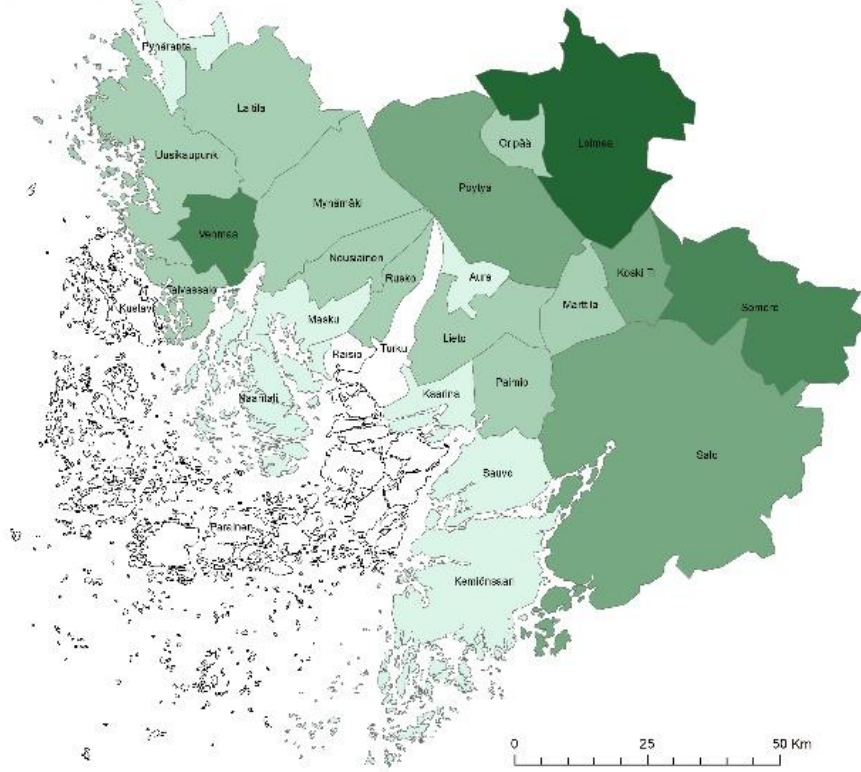 Pyhäranta
Laitila
Loimaa
Oripää
Uusikaupunk
Pöytyä
Mynämäki
Vehmaa
Nousiainen
Rusko
Aura
Koski Tl
Taivassalo
Kustavi
Marttila
Somero
Masku
Lieto
Turku
Raisio
Paimio
Kaarina
Naantali
Salo
Sauvo
Parainen
Kemiönsaari
0 25 50 Km